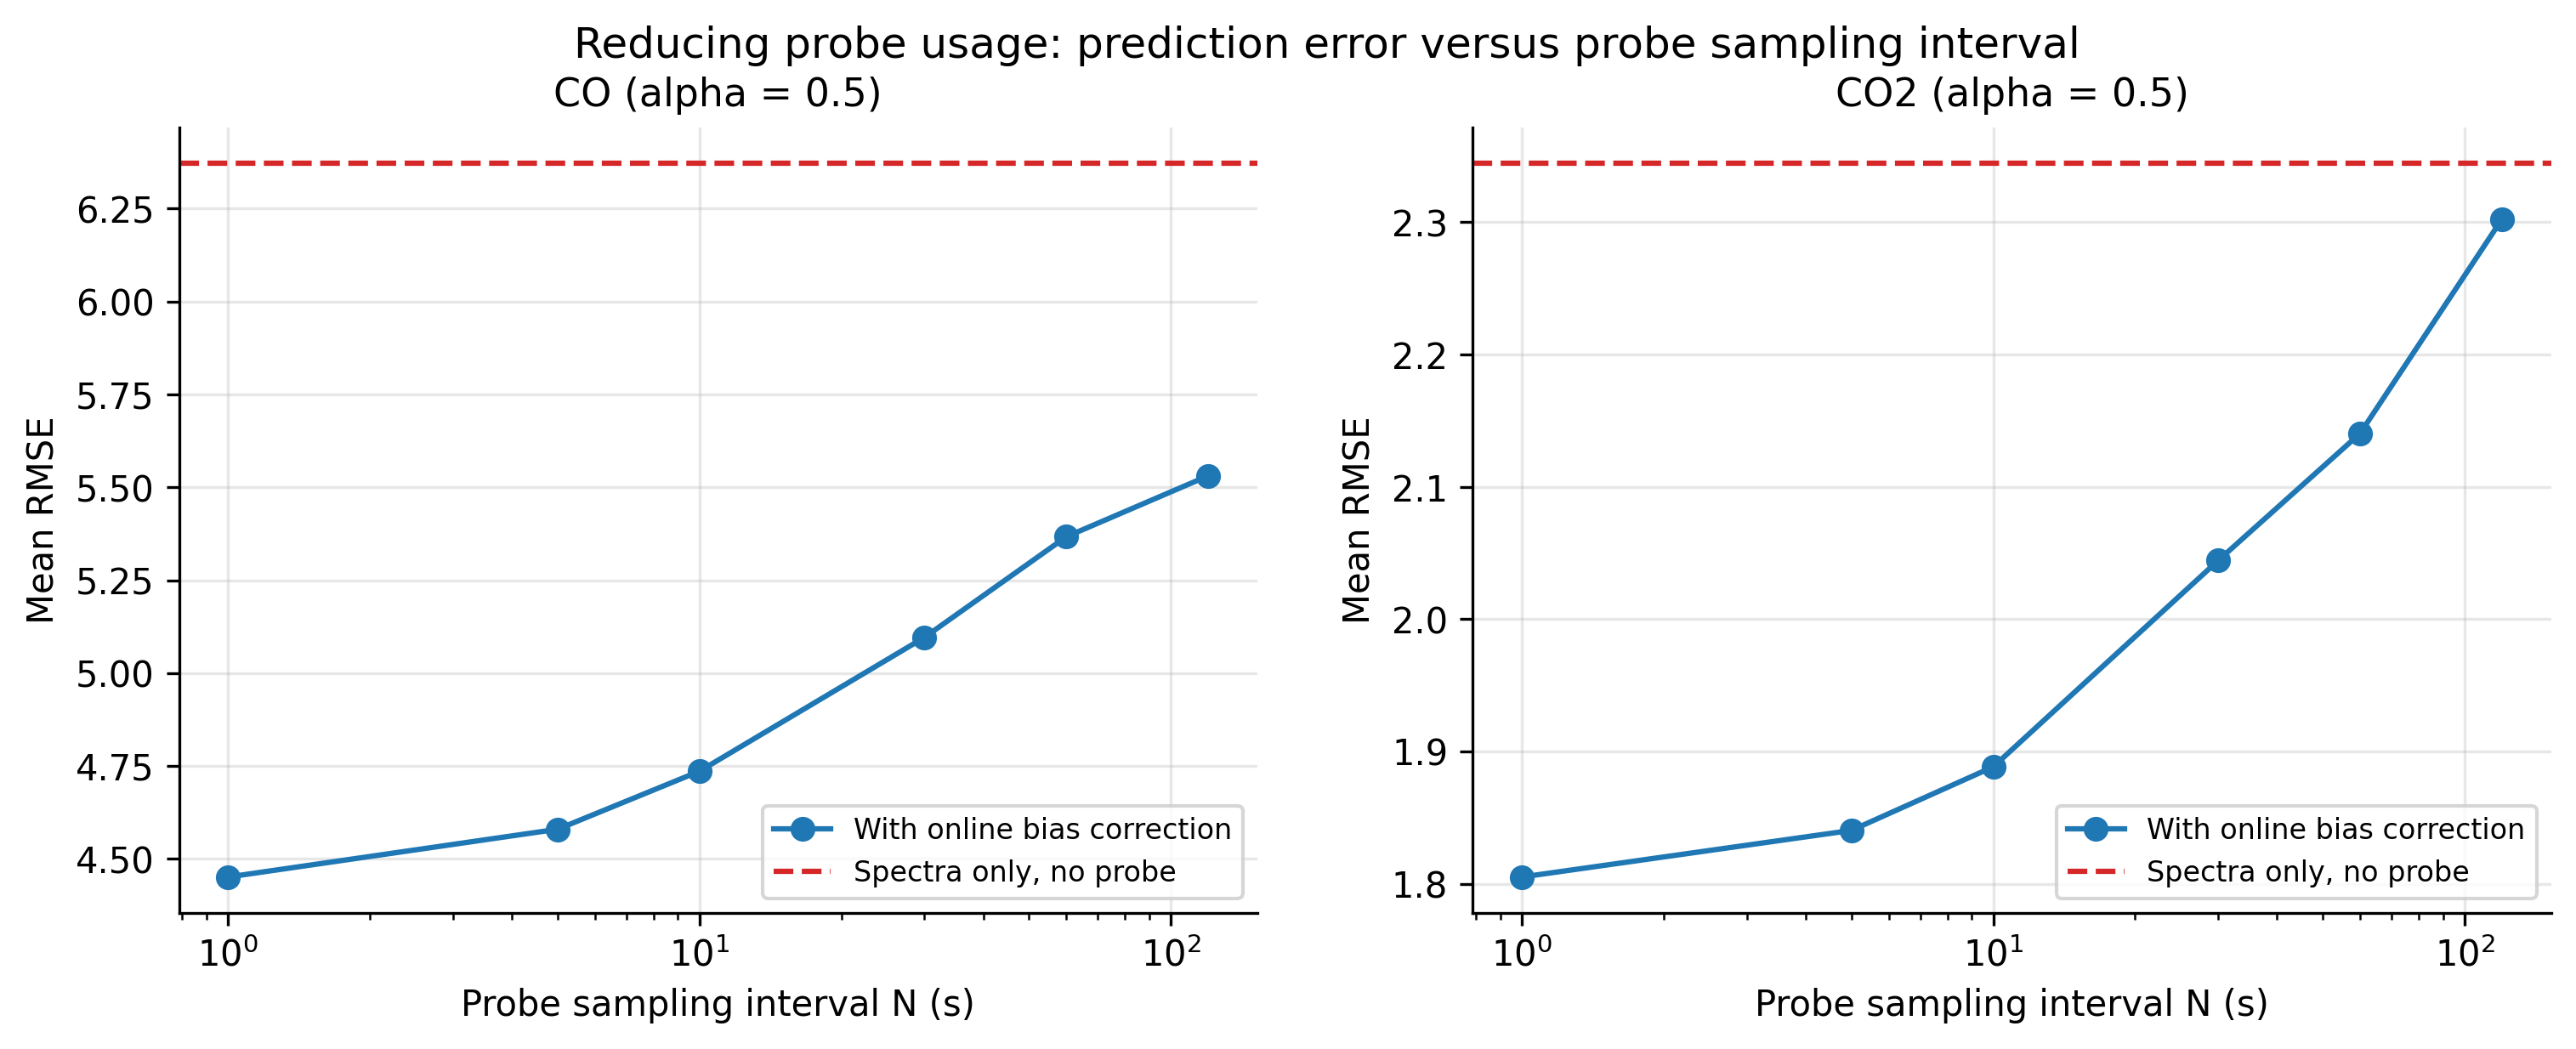 Reducing probe usage: prediction error versus probe sampling interval
CO (alpha = 0.5)
Mean RMSE
6.25
6.00
5.75
5.50
5.25
5.00
4.75
4.50
With online bias correction
Spectra only, no probe
10⁰
10¹
10²
Probe sampling interval N (s)
CO2 (alpha = 0.5)
Mean RMSE
2.3
2.2
2.1
2.0
1.9
1.8
With online bias correction
Spectra only, no probe
10⁰
10¹
10²
Probe sampling interval N (s)